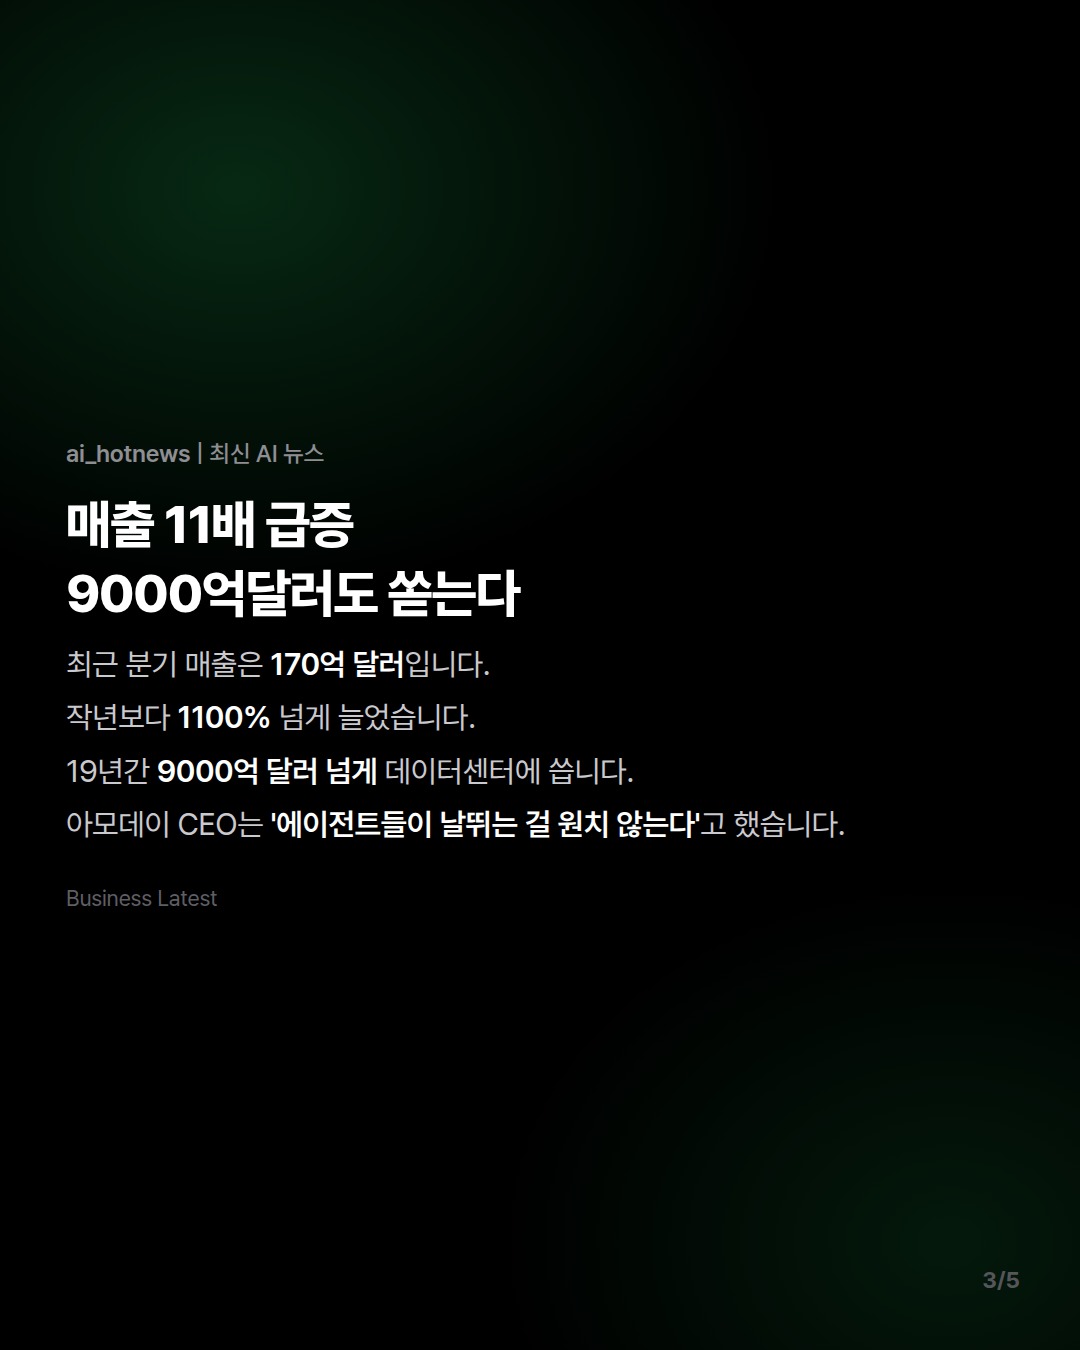 ai_hotnews | 최신 AI 뉴스
매출 11배 급증
9000억달러도 쏟는다
최근 분기 매출은 170억 달러입니다.
작년보다 1100% 넘게 늘었습니다.
19년간 9000억 달러 넘게 데이터센터에 씁니다.
아모데이 CEO는 '에이전트들이 날뛰는 걸 원치 않는다'고 했습니다.
Business Latest
3/5